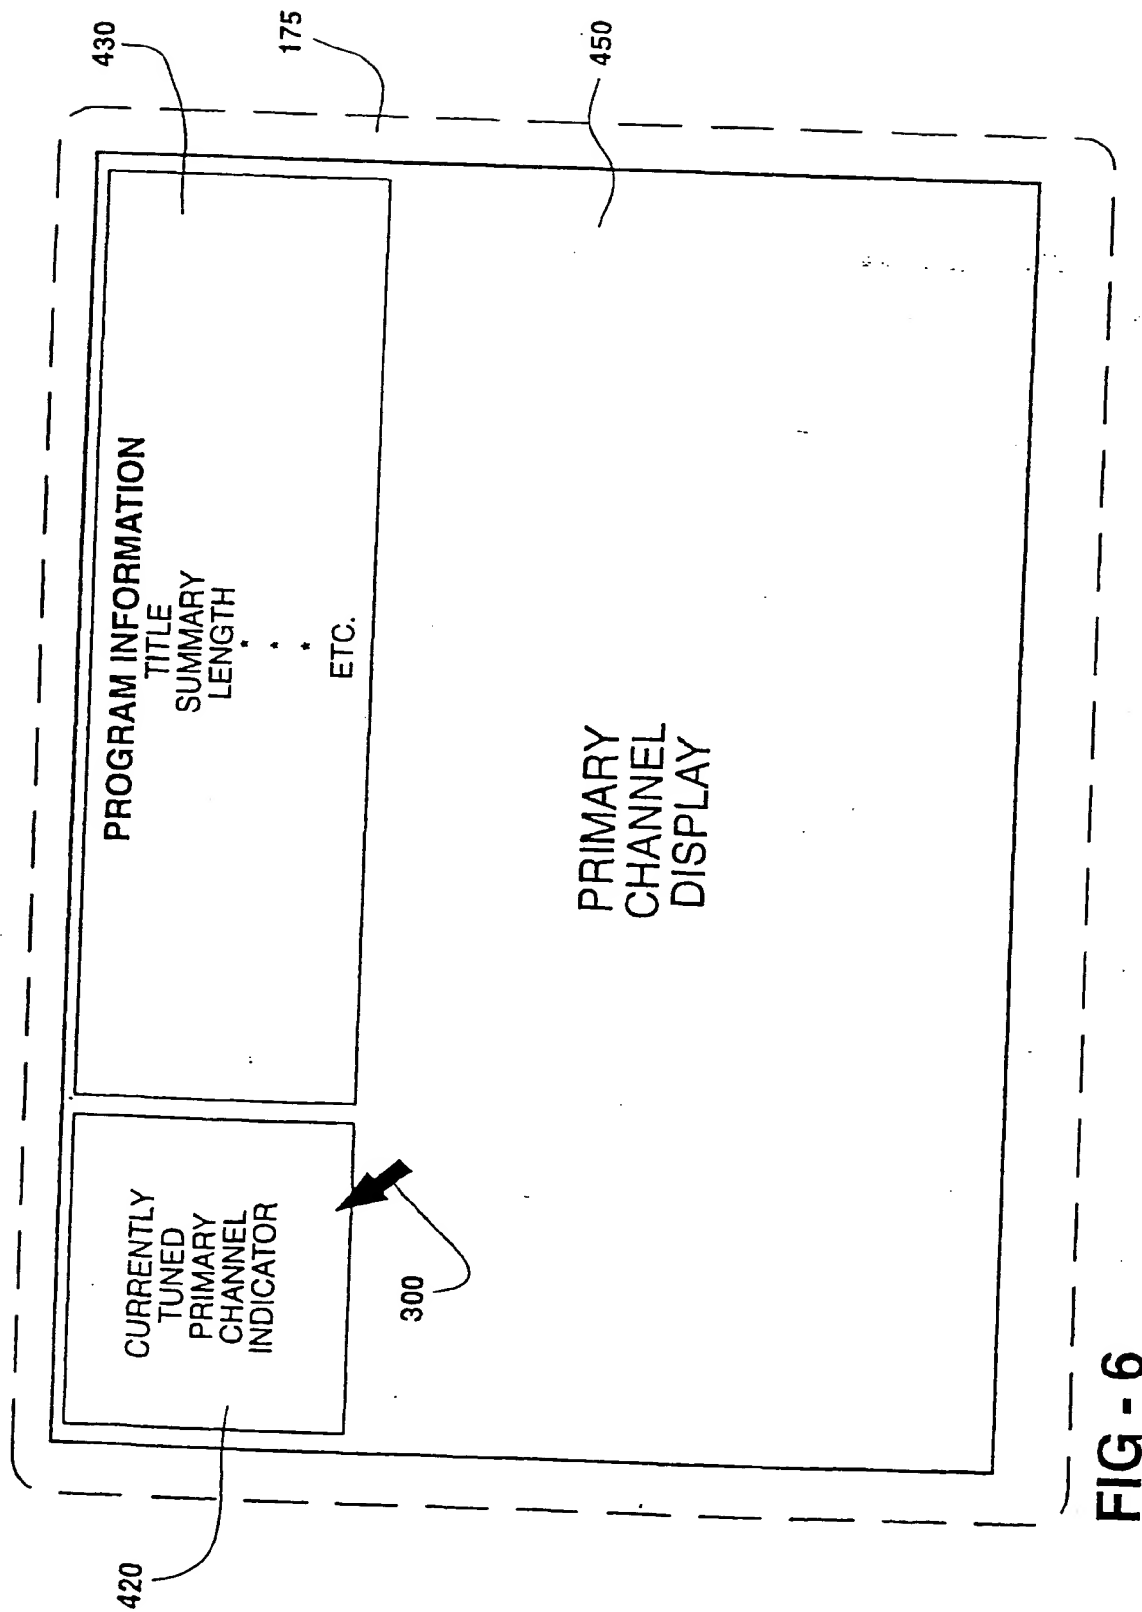 420
CURRENTLY
TUNED
PRIMARY
CHANNEL
INDICATOR
300
PROGRAM INFORMATION
TITLE
SUMMARY
LENGTH
*
*
*
ETC.
430
175
450
PRIMARY
CHANNEL
DISPLAY
FIG - 6